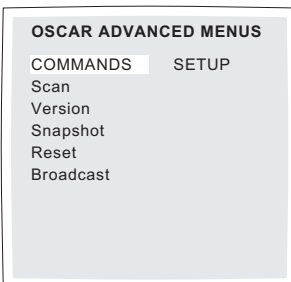 OSCAR ADVANCED MENUS
COMMANDS SETUP
Scan
Version
Snapshot
Reset
Broadcast